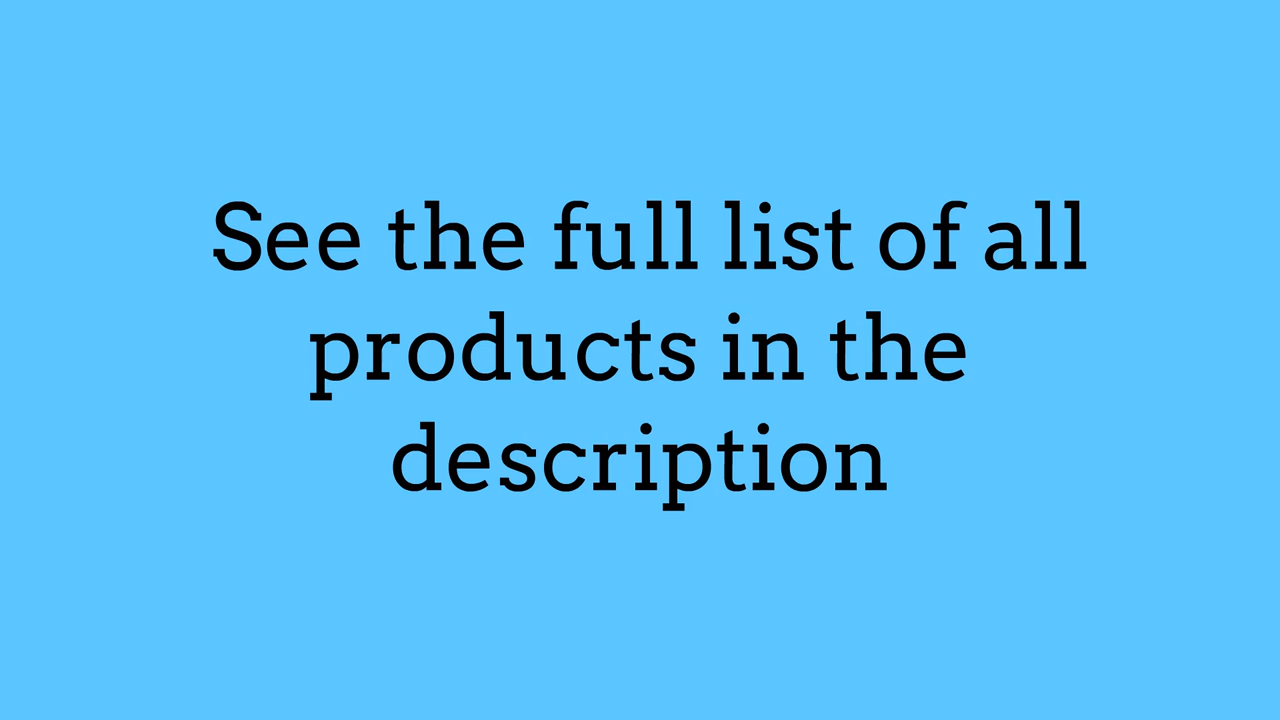 See the full list of all
products in the
description